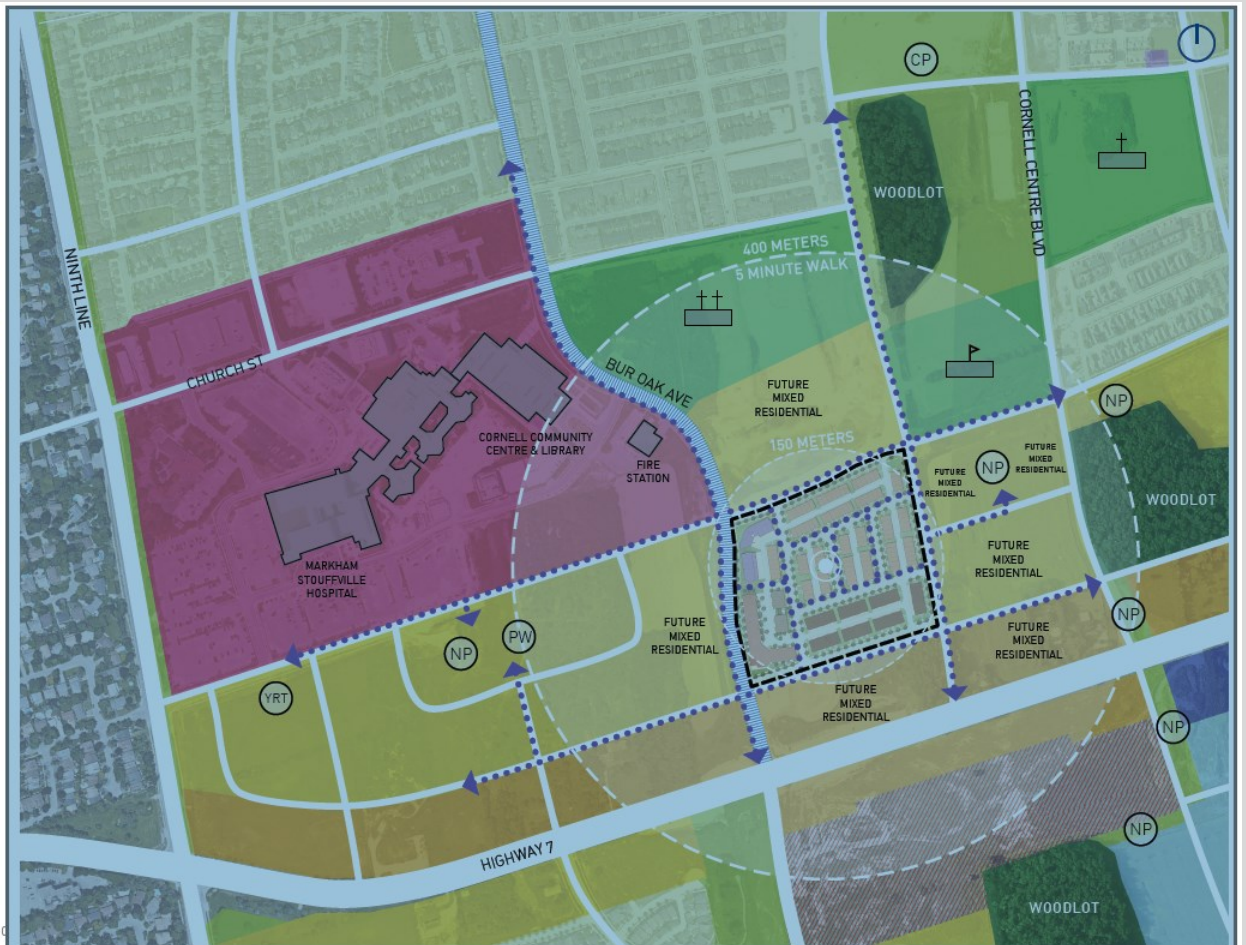 CP
CORNELL CENTRE BLVD
WOODLOT
NINTH LINE
400 METERS
5 MINUTE WALK
CHURCH ST
BUR OAK AVE
FUTURE
MIXED
RESIDENTIAL
NP
150 METERS
CORNELL COMMUNITY
CENTRE & LIBRARY
FIRE
STATION
FUTURE
MIXED
RESIDENTIAL
NP
FUTURE
MIXED
RESIDENTIAL
WOODLOT
MARKHAM
STOUFFVILLE
HOSPITAL
FUTURE
MIXED
RESIDENTIAL
NP
PW
NP
FUTURE
MIXED
RESIDENTIAL
FUTURE
MIXED
RESIDENTIAL
YRT
FUTURE
MIXED
RESIDENTIAL
NP
NP
HIGHWAY 7
WOODLOT